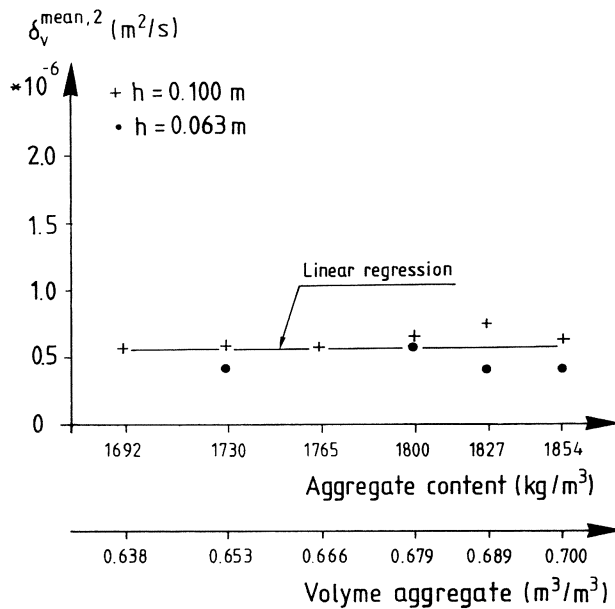 δv^mean,2 (m²/s)
*10^-6
+ h = 0.100 m
• h = 0.063 m
2.0
1.5
Linear regression
1.0
0.5
0
1692 1730 1765 1800 1827 1854
Aggregate content (kg/m³)
0.638 0.653 0.666 0.679 0.689 0.700
Volyme aggregate (m³/m³)